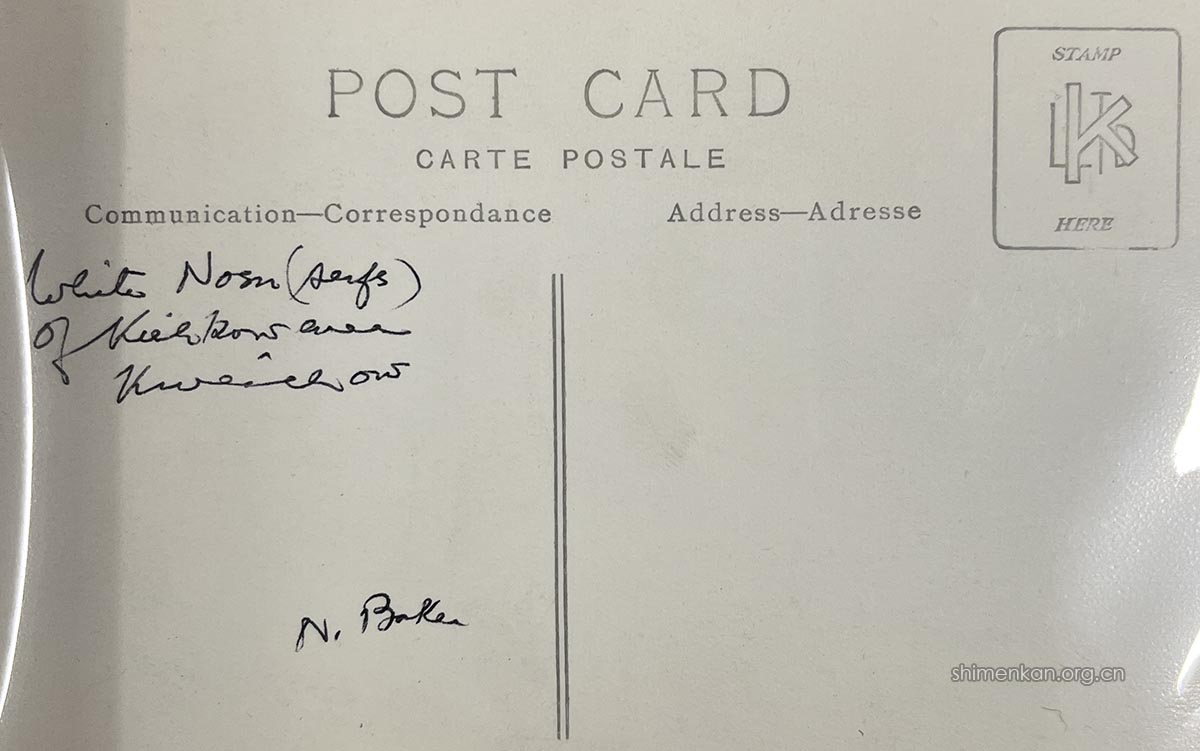 POST CARD
CARTE POSTALE
Communication—Correspondance
Address—Adresse
STAMP
HERE
White Nosu (serfs)
of area
Kweichow
N. Baker
shimenkan.org.cn